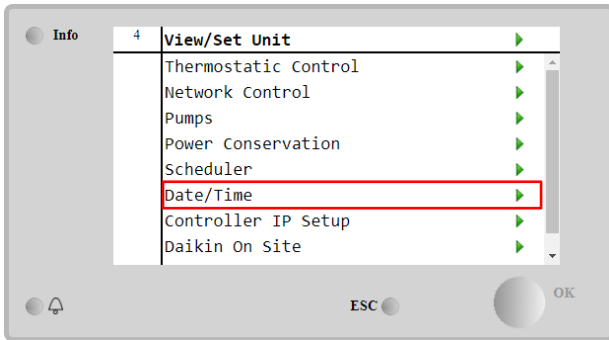 Info
4 View/Set Unit
Thermostatic Control
Network Control
Pumps
Power Conservation
Scheduler
Date/Time
Controller IP Setup
Daikin On Site
ESC
OK